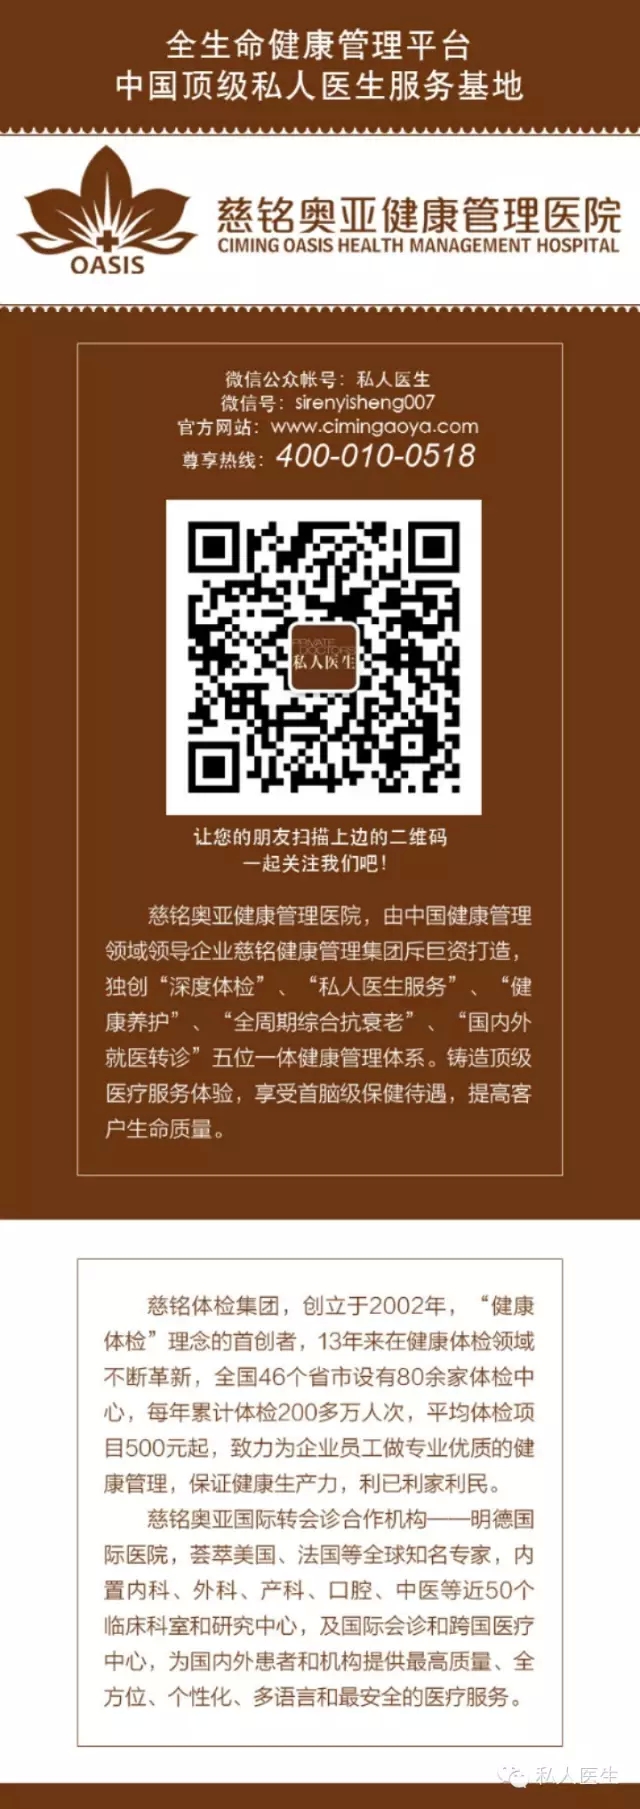 全生命健康管理平台
中国顶级私人医生服务基地
OASIS
慈铭奥亚健康管理医院
CIMING OASIS HEALTH MANAGEMENT HOSPITAL
微信公众帐号：私人医生
微信号：sirenyisheng007
官方网站：www.cimingaoya.com
尊享热线：400-010-0518
PRIVATE
DOCTORS
私人医生
让您的朋友扫描上边的二维码
一起关注我们吧！
慈铭奥亚健康管理医院，由中国健康管理
领域领导企业慈铭健康管理集团斥巨资打造，
独创“深度体检”、“私人医生服务”、“健
康养护”、“全周期综合抗衰老”、“国内外
就医转诊”五位一体健康管理体系。铸造顶级
医疗服务体验，享受首脑级保健待遇，提高客
户生命质量。
慈铭体检集团，创立于2002年，“健康
体检”理念的首创者，13年来在健康体检领域
不断革新，全国46个省市设有80余家体检中
心，每年累计体检200多万人次，平均体检项
目500元起，致力为企业员工做专业优质的健
康管理，保证健康生产力，利已利家利民。
慈铭奥亚国际转会诊合作机构——明德国
际医院，荟萃美国、法国等全球知名专家，内
置内科、外科、产科、口腔、中医等近50个
临床科室和研究中心，及国际会诊和跨国医疗
中心，为国内外患者和机构提供最高质量、全
方位、个性化、多语言和最安全的医疗服务。
私人医生